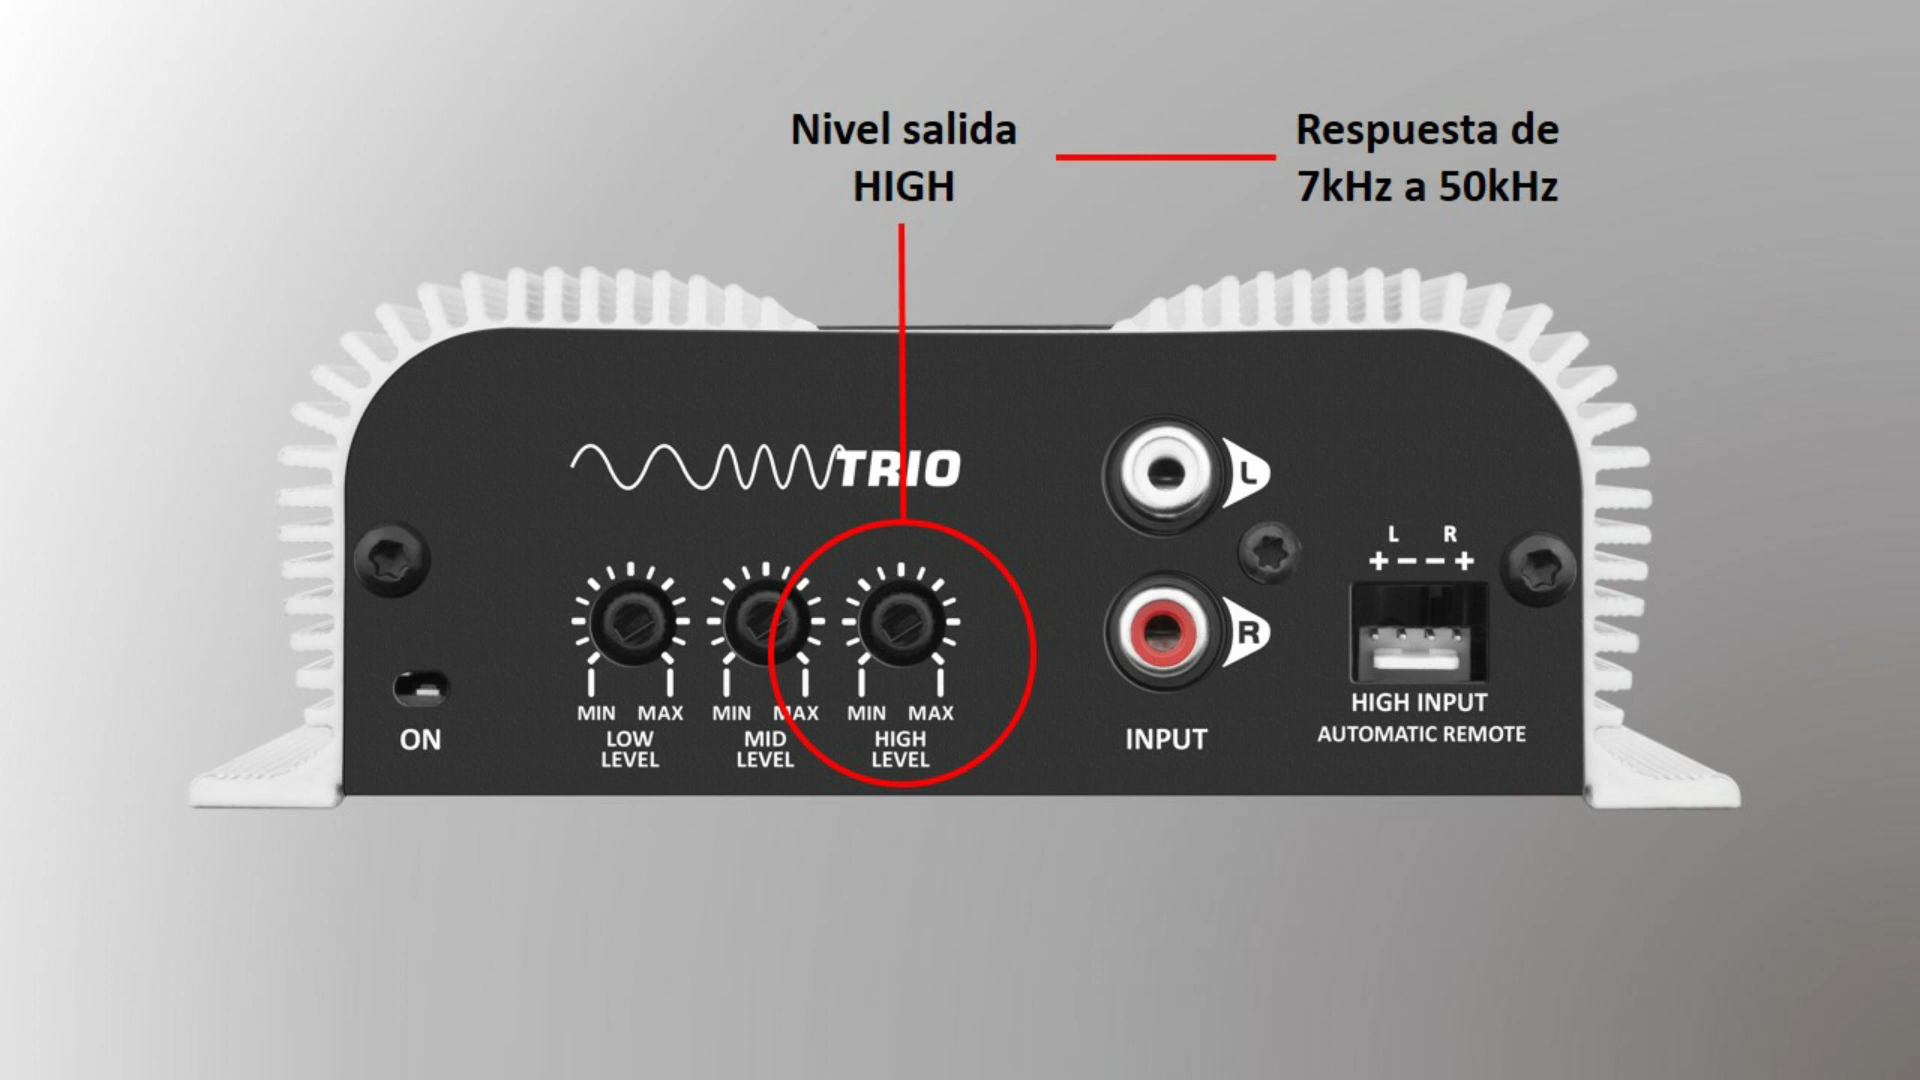 Nivel salida
HIGH
Respuesta de
7kHz a 50kHz
TRIO
L
R
L R
+ − − +
ON
MIN MAX
LOW
LEVEL
MIN MAX
MID
LEVEL
MIN MAX
HIGH
LEVEL
INPUT
HIGH INPUT
AUTOMATIC REMOTE